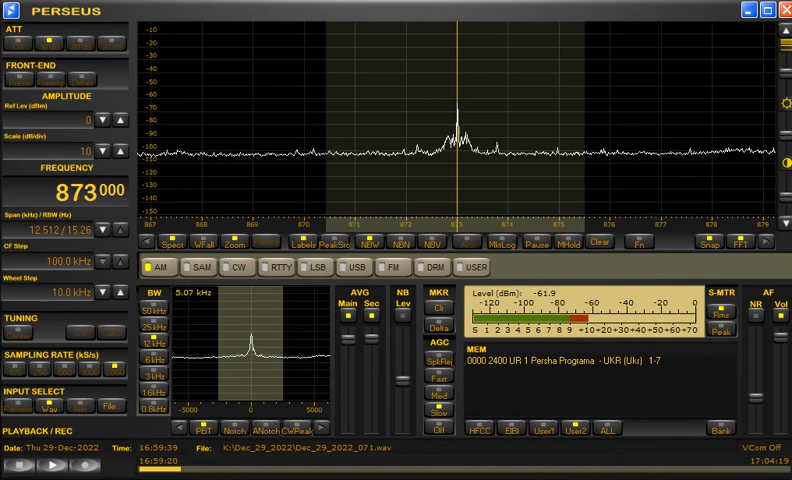 PERSEUS
ATT
FRONT-END
Preamp
AMPLITUDE
Ref Lev (dBm)
0
Scale (dB/div)
10
FREQUENCY
873000
Span (kHz) / RBW (Hz)
12.512 / 15.26
CF Step
100.0 kHz
Wheel Step
10.0 kHz
TUNING
SAMPLING RATE (kS/s)
INPUT SELECT
Wav
File..
-10
-20
-30
-40
-50
-60
-70
-80
-90
-100
-110
-120
-130
-140
-150
867 868 869 870 871 872 873 874 875 876 877 878 879
Spect WFall Zoom Labels PeakSrc NBW NBN NBV MkrLog Pause MHold Clear Fn Snap FFT
AM SAM CW RTTY LSB USB FM DRM USER
BW
50kHz
25kHz
12kHz
6kHz
3kHz
1.6kHz
0.8kHz
5.07 kHz
-5000 0 5000
PBT Notch ANotch CWPeak
AVG
Main Sec
NB
Lev
MKR
Clr
Delta
AGC
SpkRej
Fast
Med
Slow
Off
Level (dBm): -61.9
-120 -100 -80 -60 -40 -20 0
S 1 2 3 4 5 6 7 8 9 +10+20+30+40+50+60+70
S-MTR
Rms
Peak
AF
NR Vol
MEM
0000 2400 UR 1 Persha Programa - UKR (Ukr) 1-7
HFCC EIBI User1 User2 ALL Bank
PLAYBACK / REC
Date: Thu 29-Dec-2022 Time: 16:59:39 File: K:\Dec_29_2022\Dec_29_2022_071.wav VCom Off
16:59:20 17:04:19